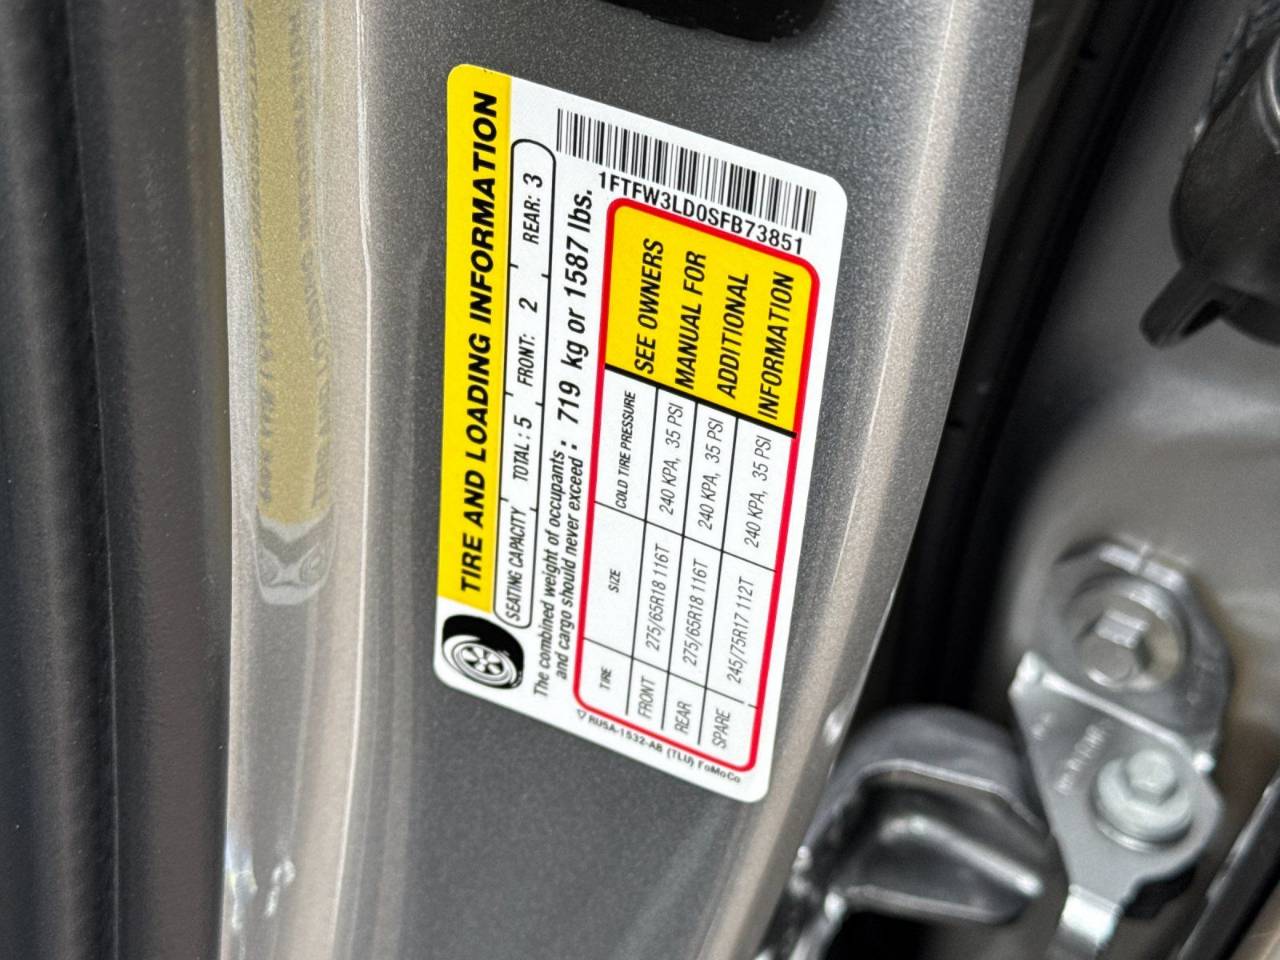 TIRE AND LOADING INFORMATION
SEATING CAPACITY TOTAL: 5 FRONT: 2 REAR: 3
The combined weight of occupants
and cargo should never exceed : 719 kg or 1587 lbs.
1FTFW3LD0SFB73851
TIRE SIZE COLD TIRE PRESSURE
FRONT 275/65R18 116T 240 KPA, 35 PSI
REAR 275/65R18 116T 240 KPA, 35 PSI
SPARE 245/75R17 112T 240 KPA, 35 PSI
SEE OWNERS
MANUAL FOR
ADDITIONAL
INFORMATION
RU5A-1532-AB (TLU) FoMoCo